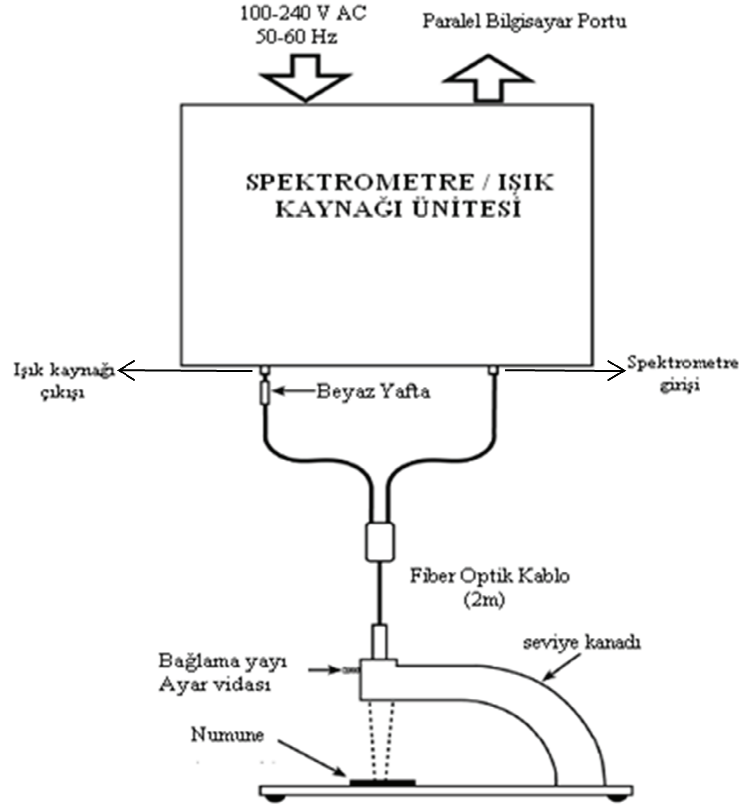 100-240 V AC
50-60 Hz
Paralel Bilgisayar Portu
SPEKTROMETRE / IŞIK
KAYNAĞI ÜNİTESİ
Işık kaynağı
çıkışı
Beyaz Yafta
Spektrometre
girişi
Fiber Optik Kablo
(2m)
seviye kanadı
Bağlama yayı
Ayar vidası
Numune